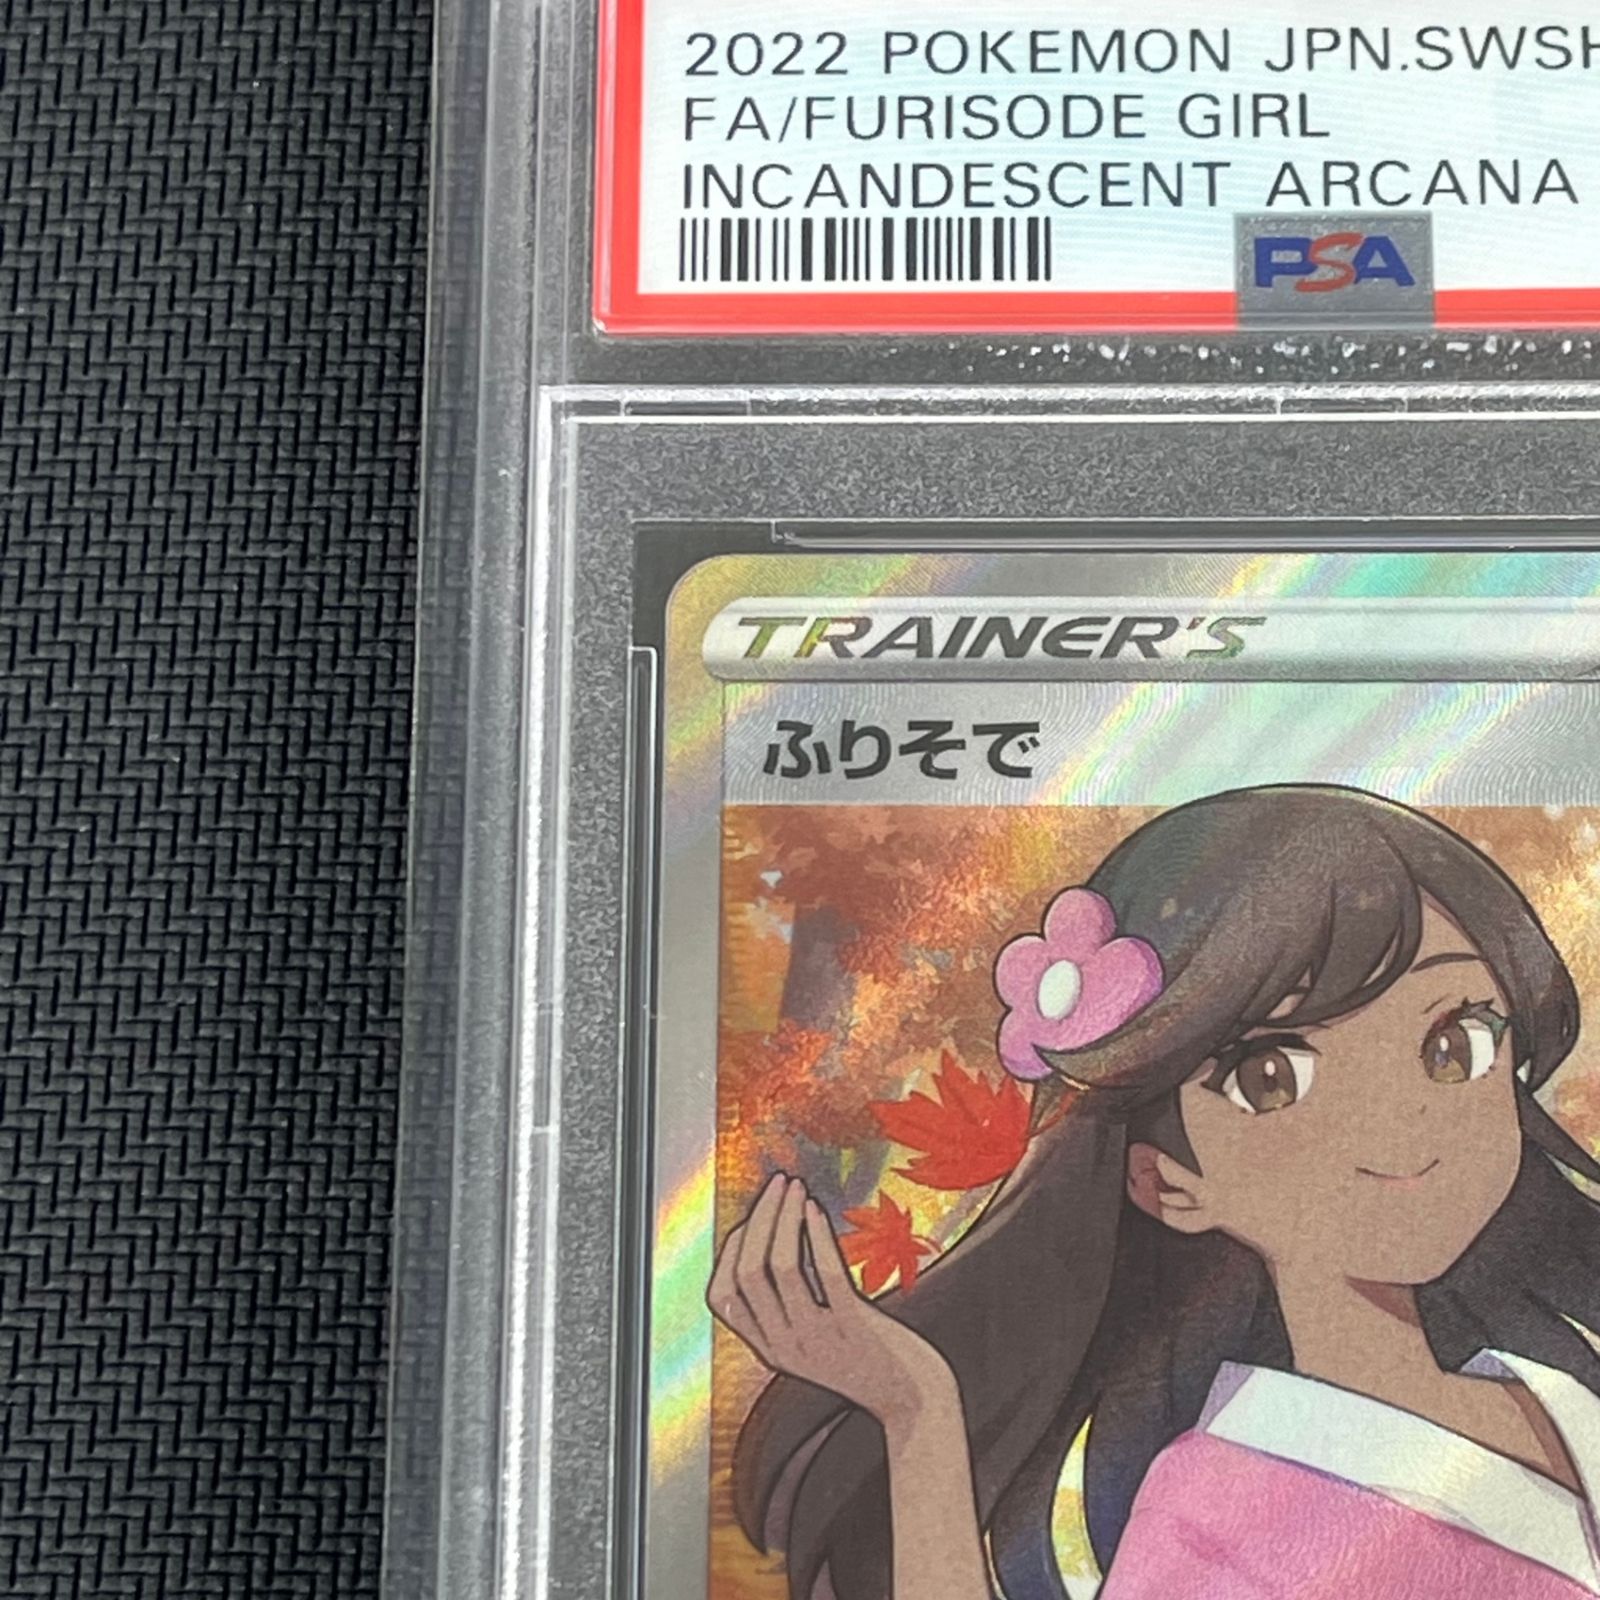 2022 POKEMON JPN.SWSH
FA/FURISODE GIRL
INCANDESCENT ARCANA
PSA
TRAINER'S
ふりそで